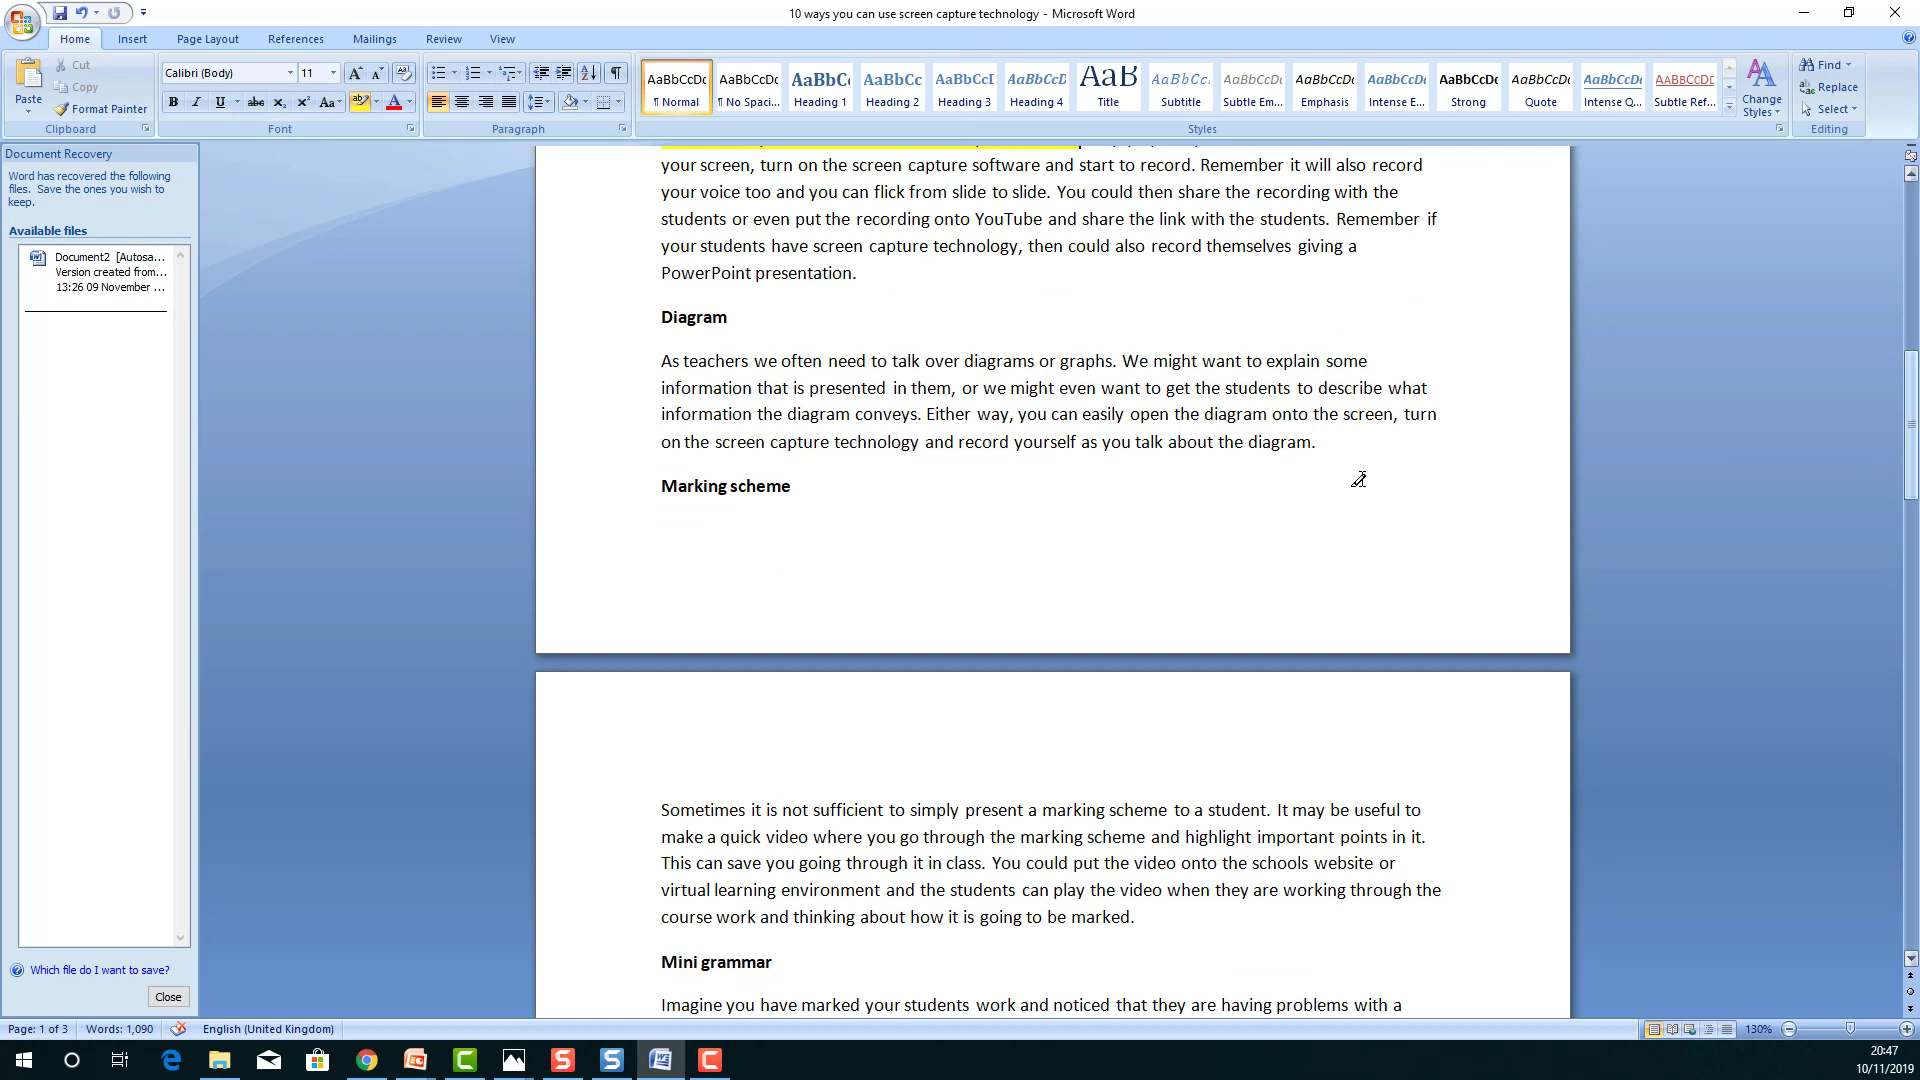 10 ways you can use screen capture technology - Microsoft Word
Home Insert Page Layout References Mailings Review View
Paste
Cut
Copy
Format Painter
Clipboard
Calibri (Body) 11
Font
Paragraph
AaBbCcDc AaBbCcDc AaBbC AaBbCc AaBbCcI AaBbCcD AaB AaBbCc. AaBbCcDc AaBbCcDc AaBbCcDc AaBbCcDc AaBbCcDc AaBbCcDc AABBCCDD
¶ Normal ¶ No Spaci... Heading 1 Heading 2 Heading 3 Heading 4 Title Subtitle Subtle Em... Emphasis Intense E... Strong Quote Intense Q... Subtle Ref...
Styles
Change Styles
Find
Replace
Select
Editing
Document Recovery
Word has recovered the following
files. Save the ones you wish to
keep.
Available files
Document2 [Autosa...
Version created from...
13:26 09 November ...
Which file do I want to save?
Close
your screen, turn on the screen capture software and start to record. Remember it will also record
your voice too and you can flick from slide to slide. You could then share the recording with the
students or even put the recording onto YouTube and share the link with the students. Remember if
your students have screen capture technology, then could also record themselves giving a
PowerPoint presentation.
Diagram
As teachers we often need to talk over diagrams or graphs. We might want to explain some
information that is presented in them, or we might even want to get the students to describe what
information the diagram conveys. Either way, you can easily open the diagram onto the screen, turn
on the screen capture technology and record yourself as you talk about the diagram.
Marking scheme
Sometimes it is not sufficient to simply present a marking scheme to a student. It may be useful to
make a quick video where you go through the marking scheme and highlight important points in it.
This can save you going through it in class. You could put the video onto the schools website or
virtual learning environment and the students can play the video when they are working through the
course work and thinking about how it is going to be marked.
Mini grammar
Imagine you have marked your students work and noticed that they are having problems with a
Page: 1 of 3 Words: 1,090 English (United Kingdom) 130%
20:47
10/11/2019